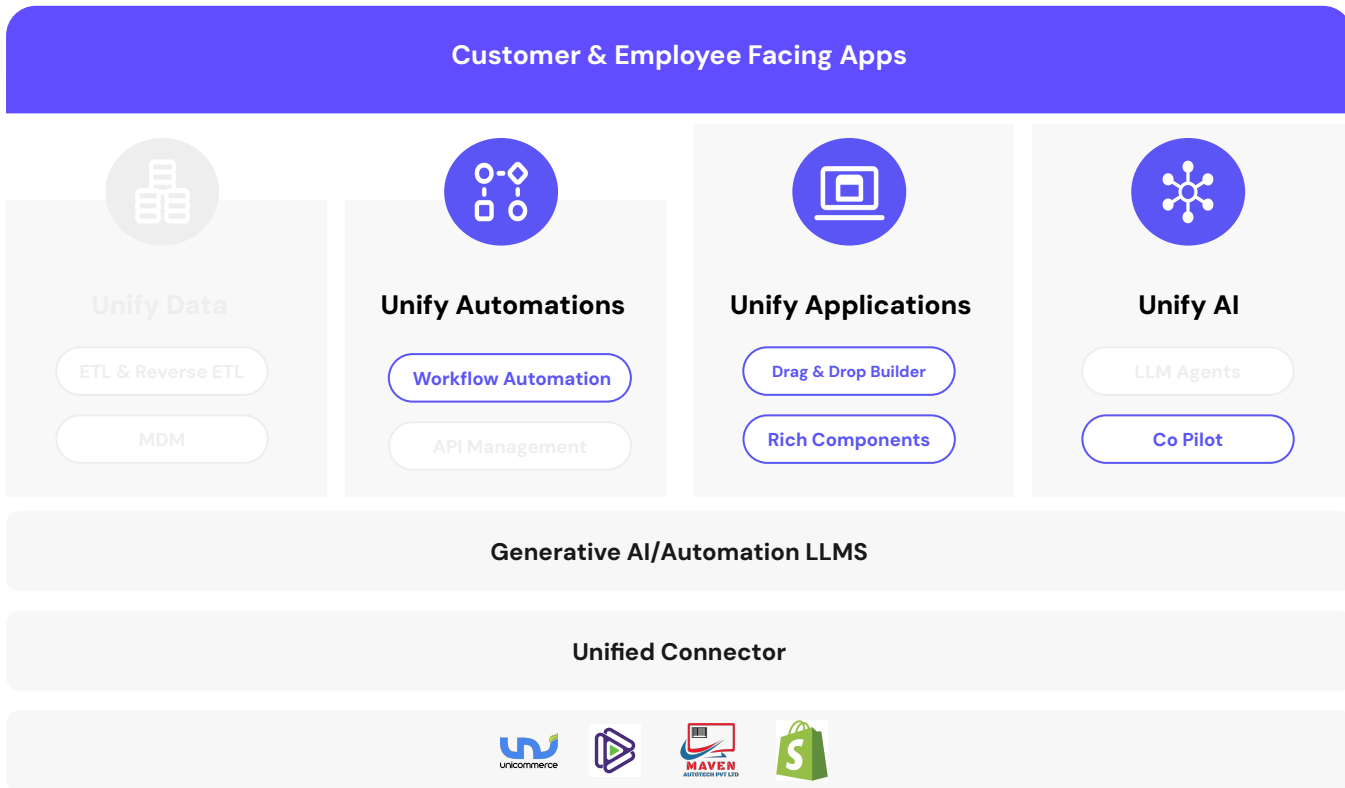 Customer & Employee Facing Apps
Unify Data
Unify Automations
Unify Applications
Unify AI
ETL & Reverse ETL
Workflow Automation
Drag & Drop Builder
LLM Agents
MDM
API Management
Rich Components
Co Pilot
Generative AI/Automation LLMS
Unified Connector
uni
unicommerce
MAVEN
AUTOTECH PVT LTD
S